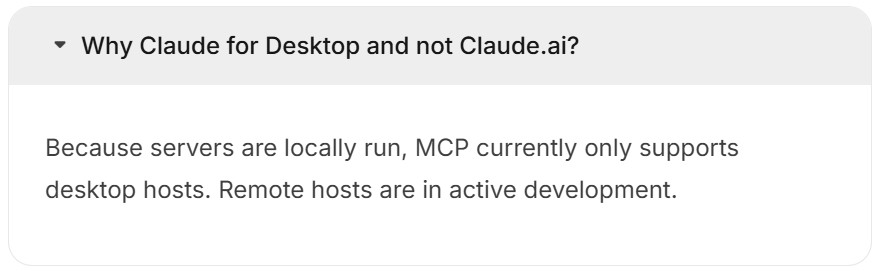 Why Claude for Desktop and not Claude.ai?
Because servers are locally run, MCP currently only supports
desktop hosts. Remote hosts are in active development.